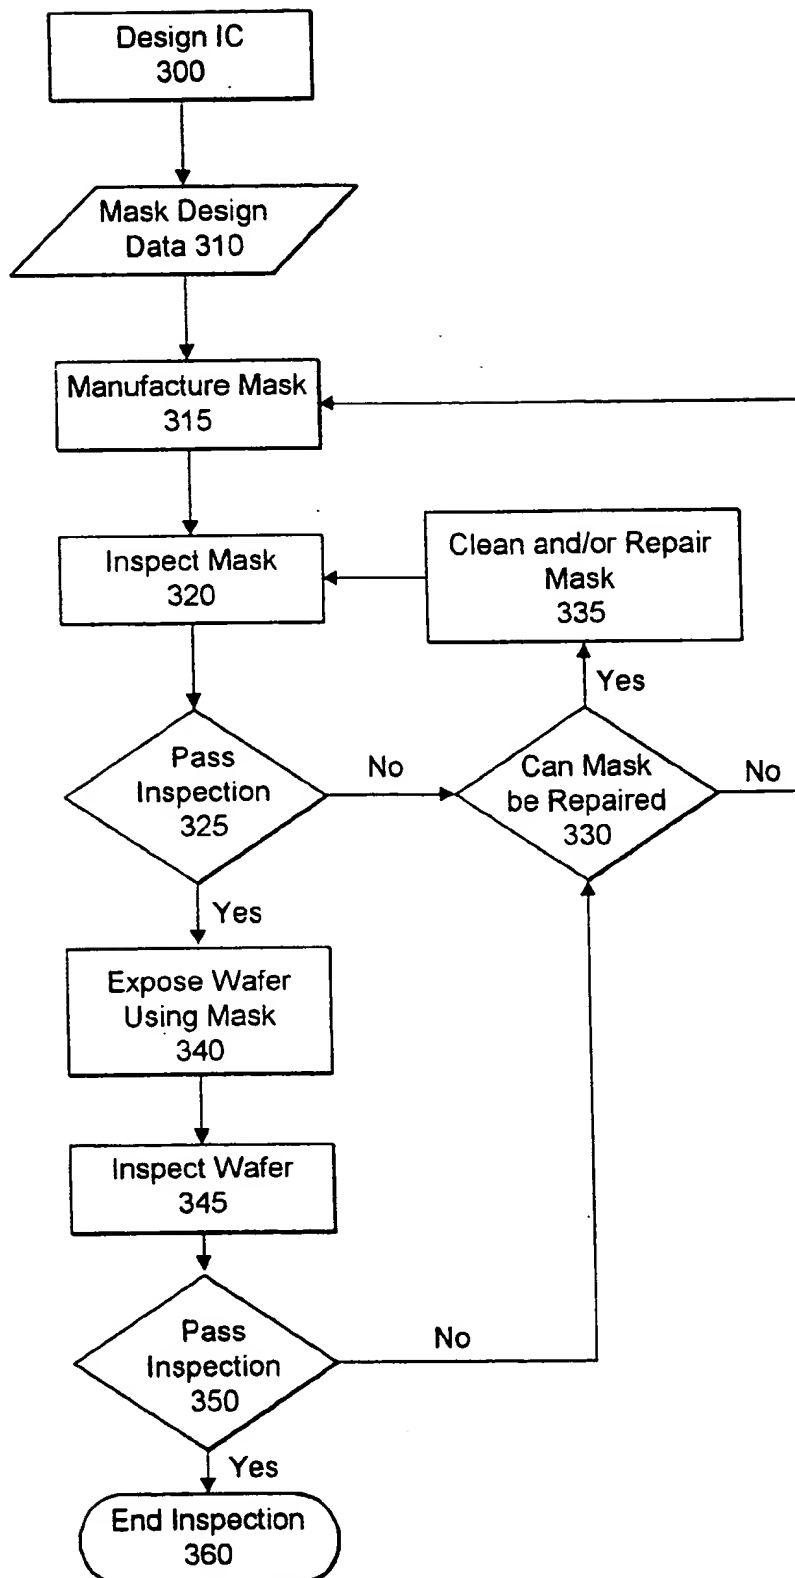 Design IC
300
Mask Design
Data 310
Manufacture Mask
315
Inspect Mask
320
Clean and/or Repair
Mask
335
Yes
Pass
Inspection
325
No
Can Mask
be Repaired
330
No
Yes
Expose Wafer
Using Mask
340
Inspect Wafer
345
Pass
Inspection
350
No
Yes
End Inspection
360